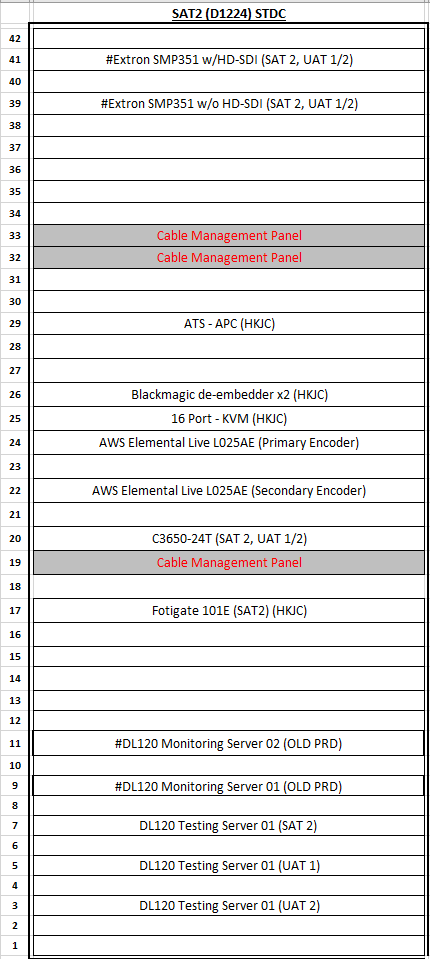 SAT2 (D1224) STDC
42
41 #Extron SMP351 w/HD-SDI (SAT 2, UAT 1/2)
40
39 #Extron SMP351 w/o HD-SDI (SAT 2, UAT 1/2)
38
37
36
35
34
33 Cable Management Panel
32 Cable Management Panel
31
30
29 ATS - APC (HKJC)
28
27
26 Blackmagic de-embedder x2 (HKJC)
25 16 Port - KVM (HKJC)
24 AWS Elemental Live L025AE (Primary Encoder)
23
22 AWS Elemental Live L025AE (Secondary Encoder)
21
20 C3650-24T (SAT 2, UAT 1/2)
19 Cable Management Panel
18
17 Fotigate 101E (SAT2) (HKJC)
16
15
14
13
12
11 #DL120 Monitoring Server 02 (OLD PRD)
10
9 #DL120 Monitoring Server 01 (OLD PRD)
8
7 DL120 Testing Server 01 (SAT 2)
6
5 DL120 Testing Server 01 (UAT 1)
4
3 DL120 Testing Server 01 (UAT 2)
2
1